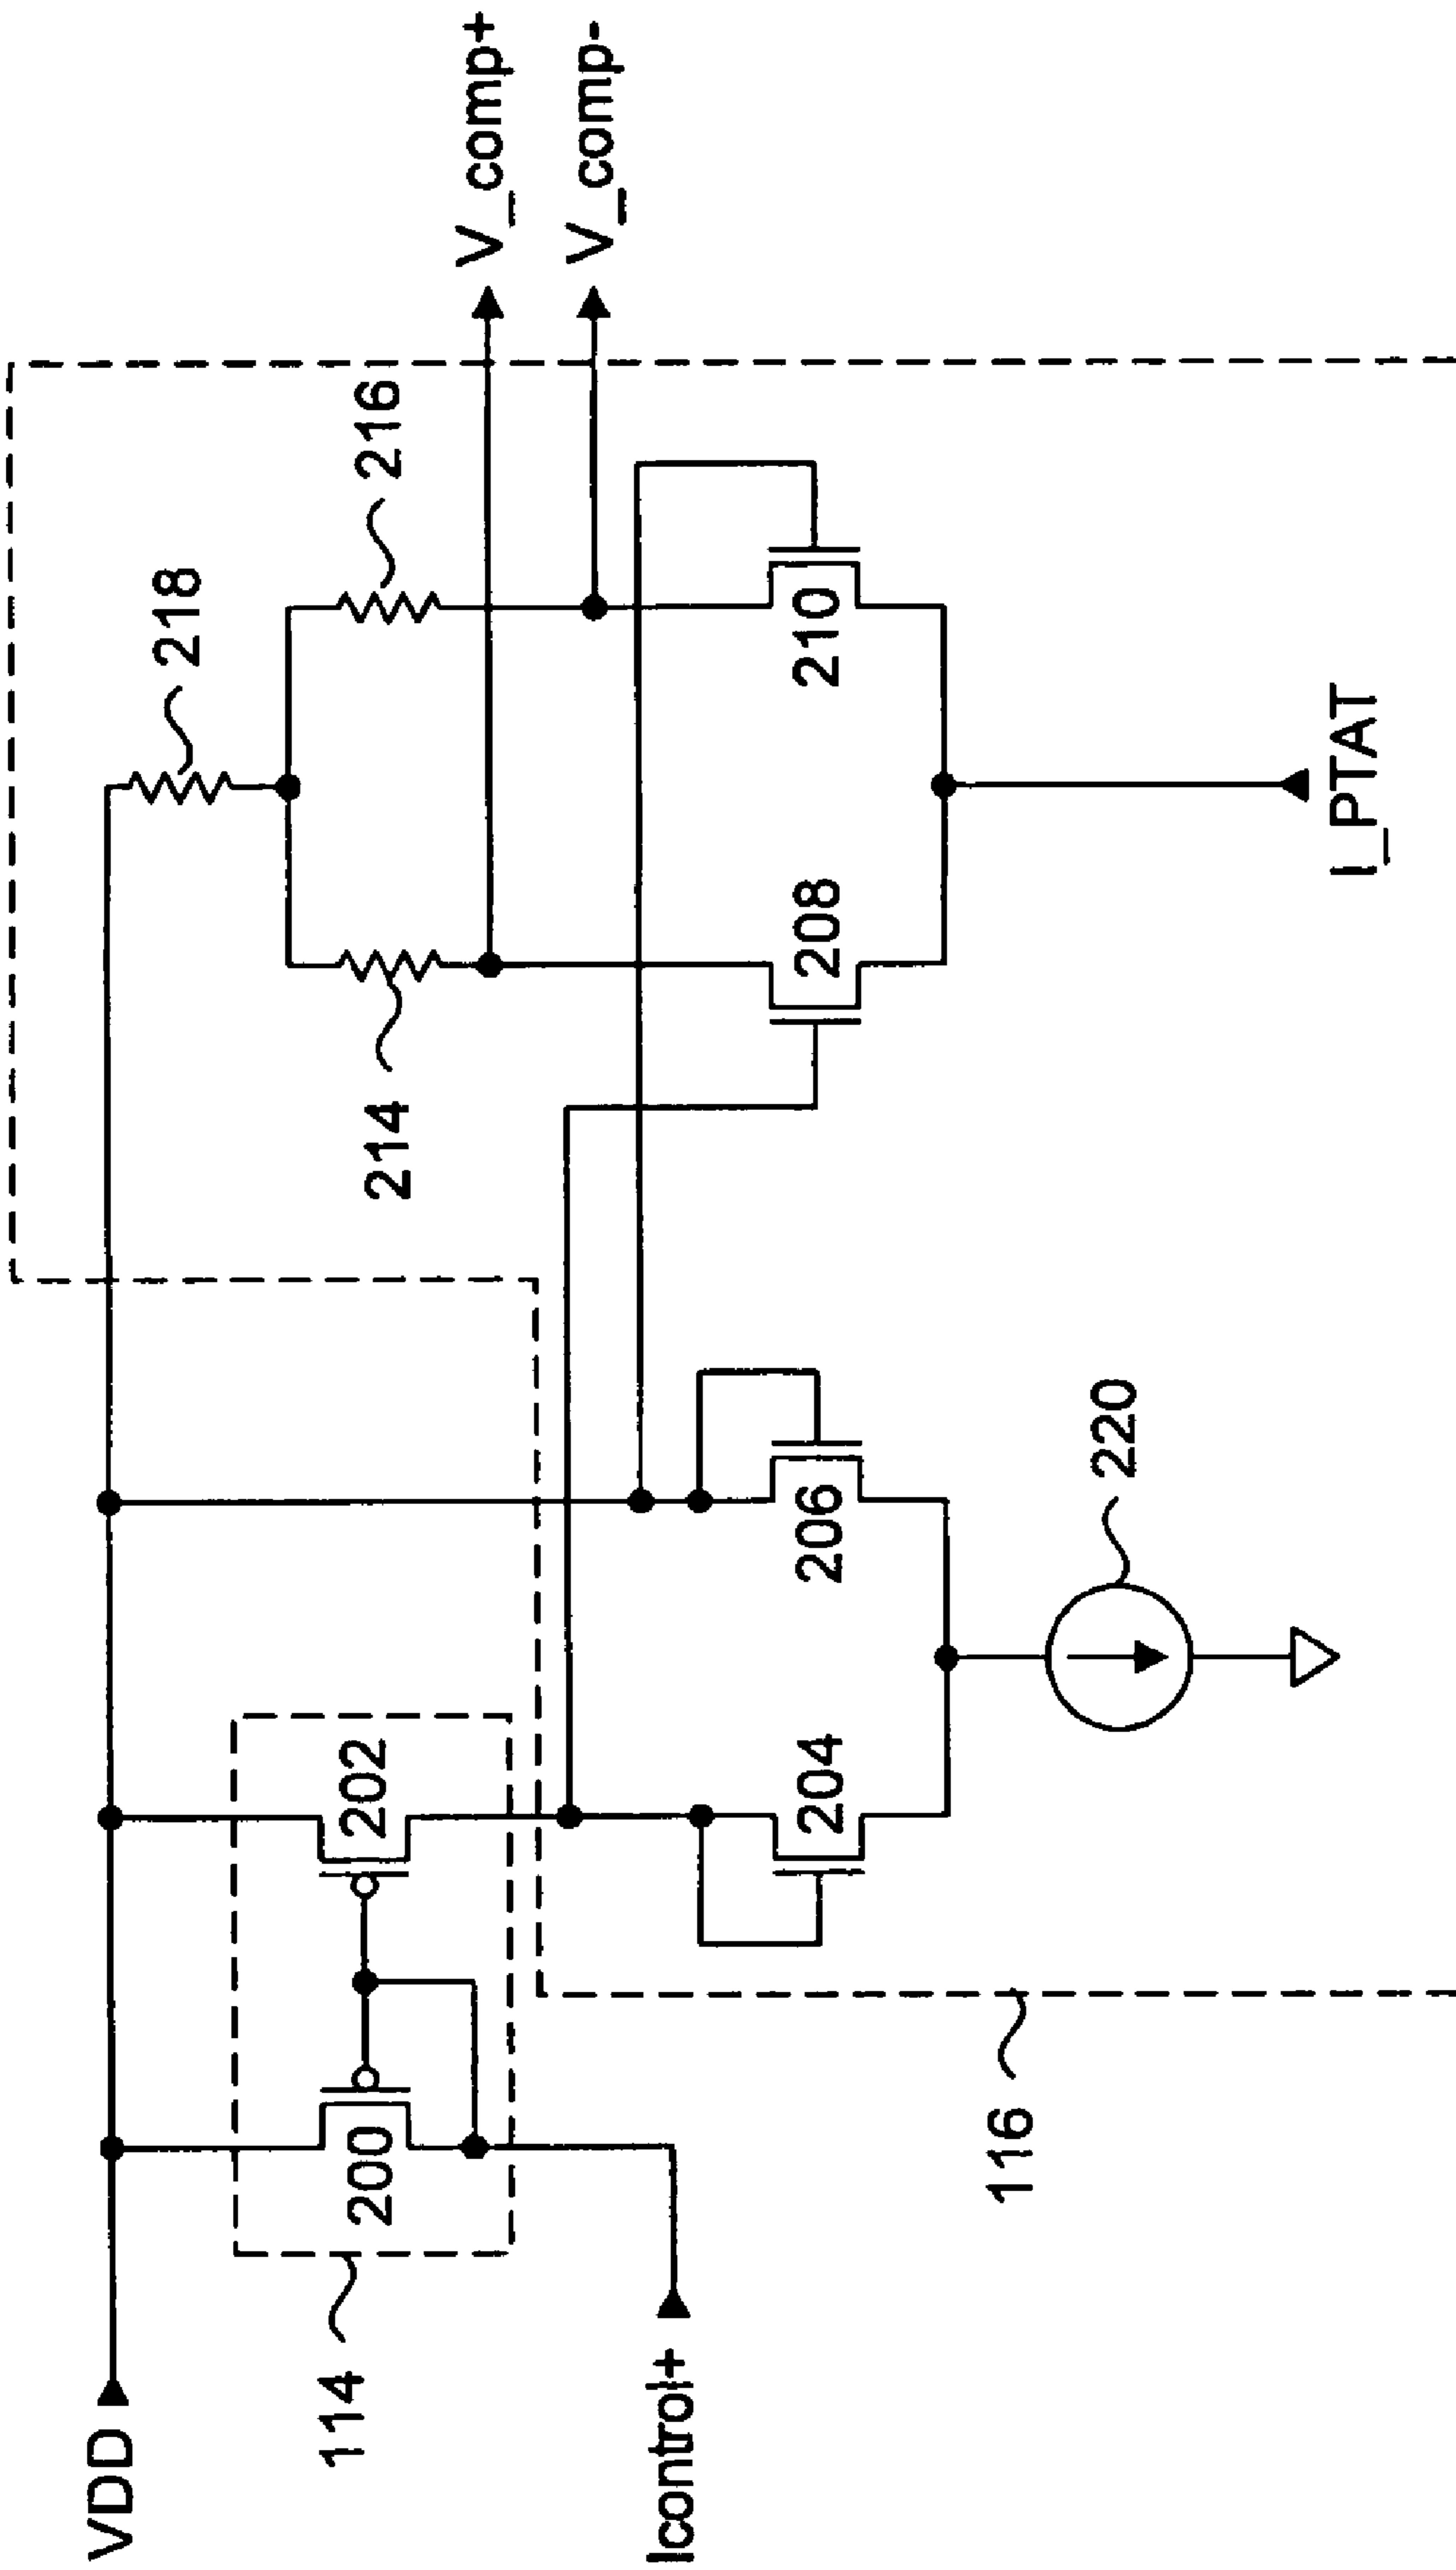 VDD
218
216
V_comp+
V_comp-
214
114
200
202
Icontrol+
204
206
208
210
116
220
I_PTAT